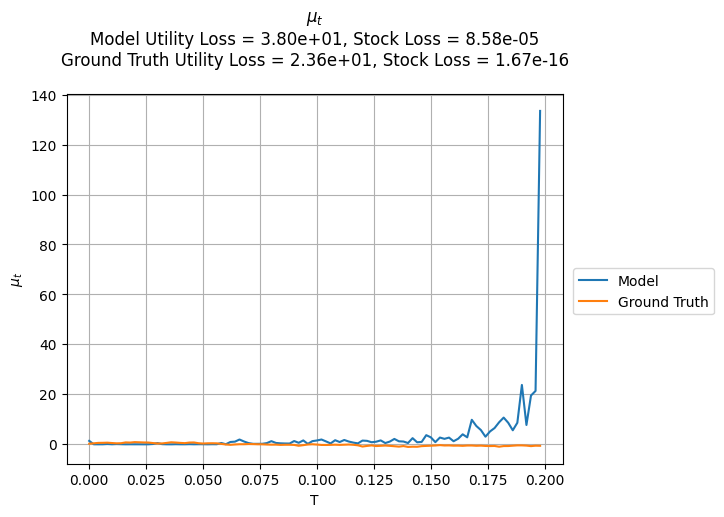 μt
Model Utility Loss = 3.80e+01, Stock Loss = 8.58e-05
Ground Truth Utility Loss = 2.36e+01, Stock Loss = 1.67e-16
140
120
100
80
60
40
20
0
μt
0.000 0.025 0.050 0.075 0.100 0.125 0.150 0.175 0.200
T
Model
Ground Truth